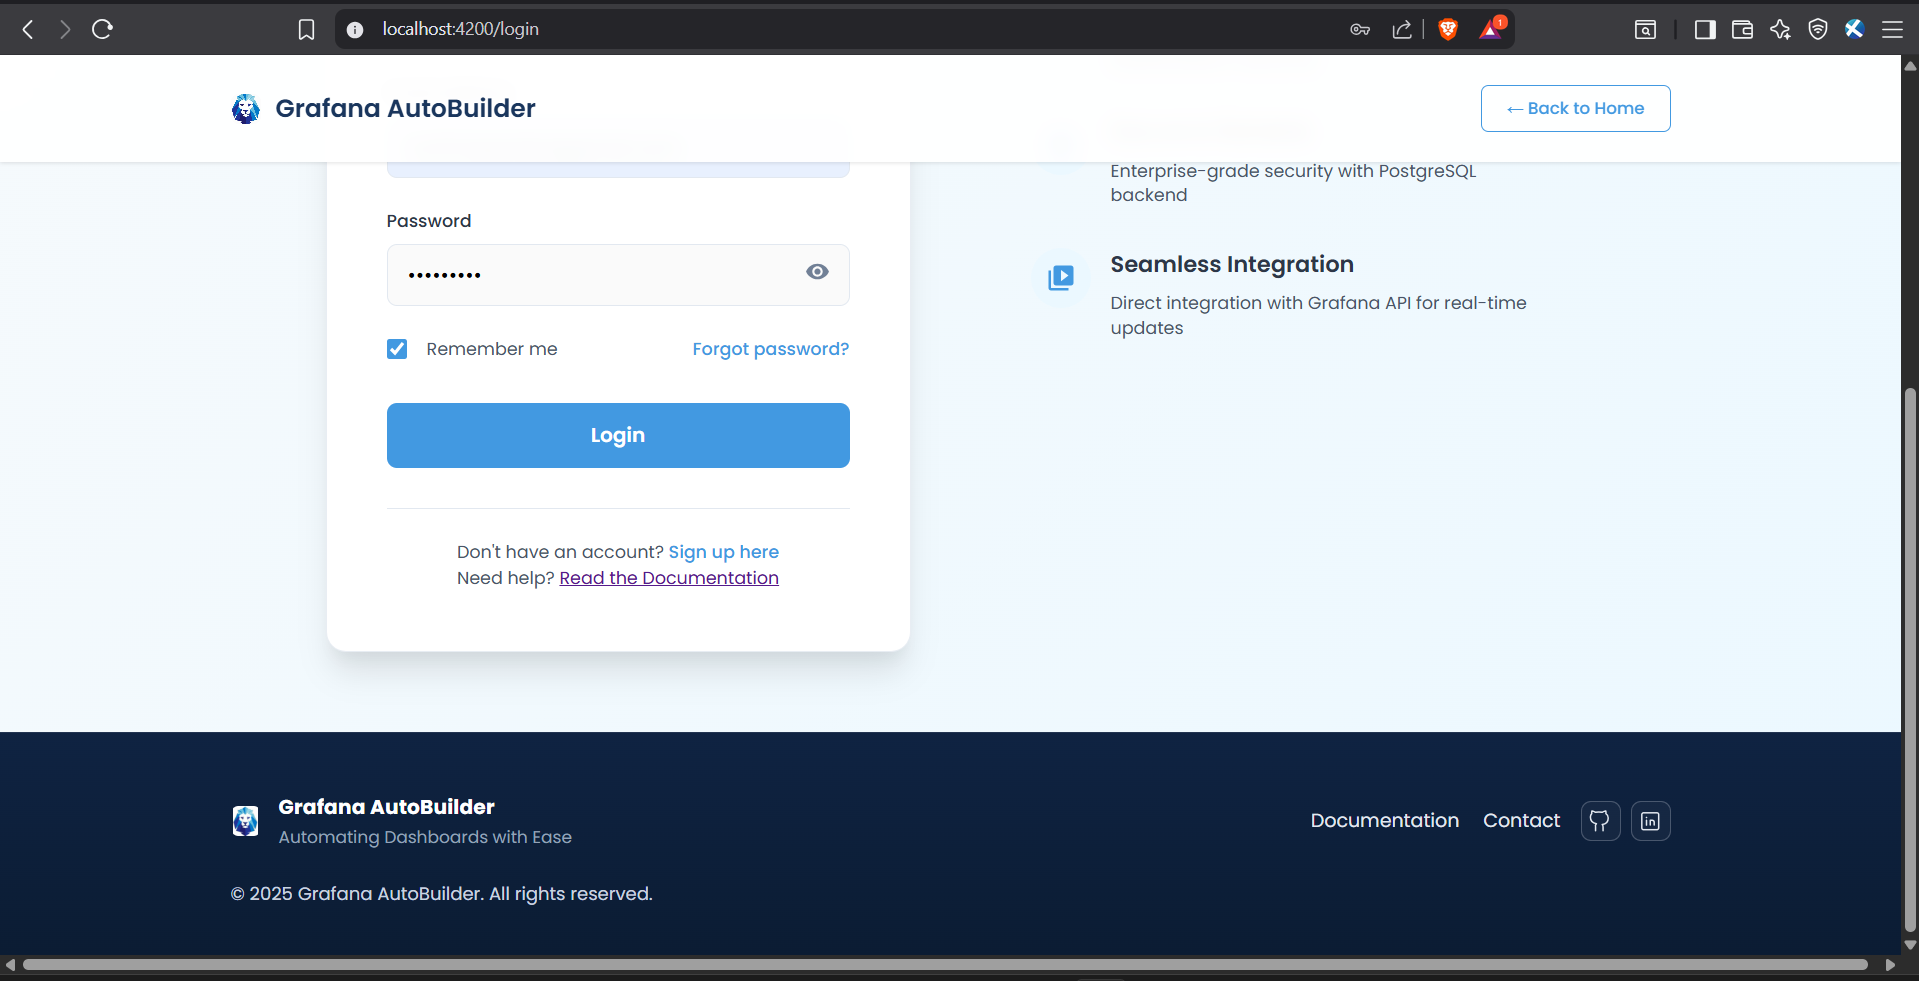 localhost:4200/login
1
Grafana AutoBuilder
← Back to Home
Password
•••••••••
Remember me
Forgot password?
Login
Don't have an account? Sign up here
Need help? Read the Documentation
Enterprise-grade security with PostgreSQL
backend
Seamless Integration
Direct integration with Grafana API for real-time
updates
Grafana AutoBuilder
Automating Dashboards with Ease
Documentation
Contact
in
© 2025 Grafana AutoBuilder. All rights reserved.